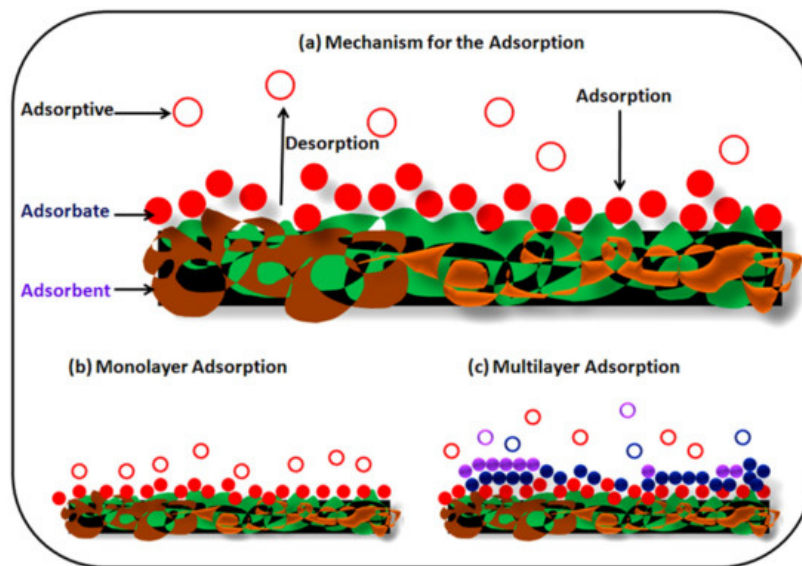 (a) Mechanism for the Adsorption
Adsorptive
Desorption
Adsorption
Adsorbate
Adsorbent
(b) Monolayer Adsorption
(c) Multilayer Adsorption